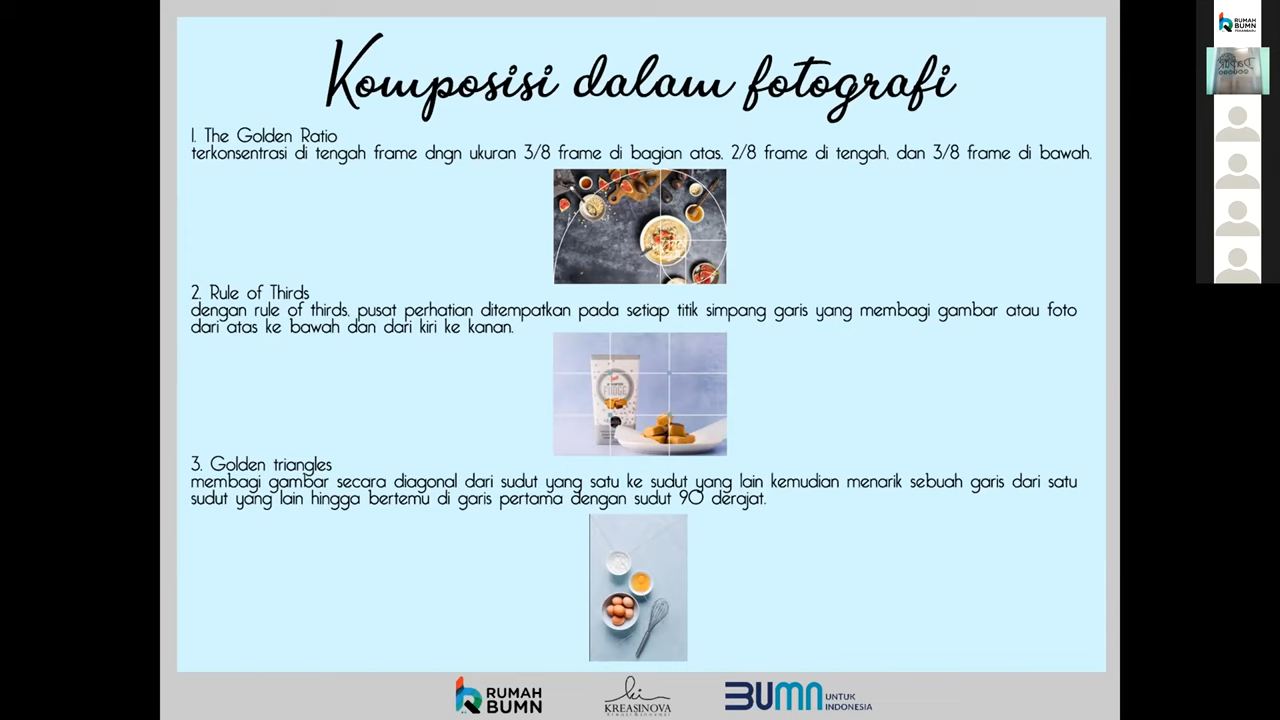 Komposisi dalam fotografi
1. The Golden Ratio
terkonsentrasi di tengah frame dngn ukuran 3/8 frame di bagian atas, 2/8 frame di tengah, dan 3/8 frame di bawah.
2. Rule of Thirds
dengan rule of thirds, pusat perhatian ditempatkan pada setiap titik simpang garis yang membagi gambar atau foto
dari atas ke bawah dan dari kiri ke kanan.
FUDGE
3. Golden triangles
membagi gambar secara diagonal dari sudut yang satu ke sudut yang lain kemudian menarik sebuah garis dari satu
sudut yang lain hingga bertemu di garis pertama dengan sudut 90 derajat.
RUMAH
BUMN
KREASINOVA
BUMN UNTUK
INDONESIA
RUMAH
BUMN
PEKANBARU